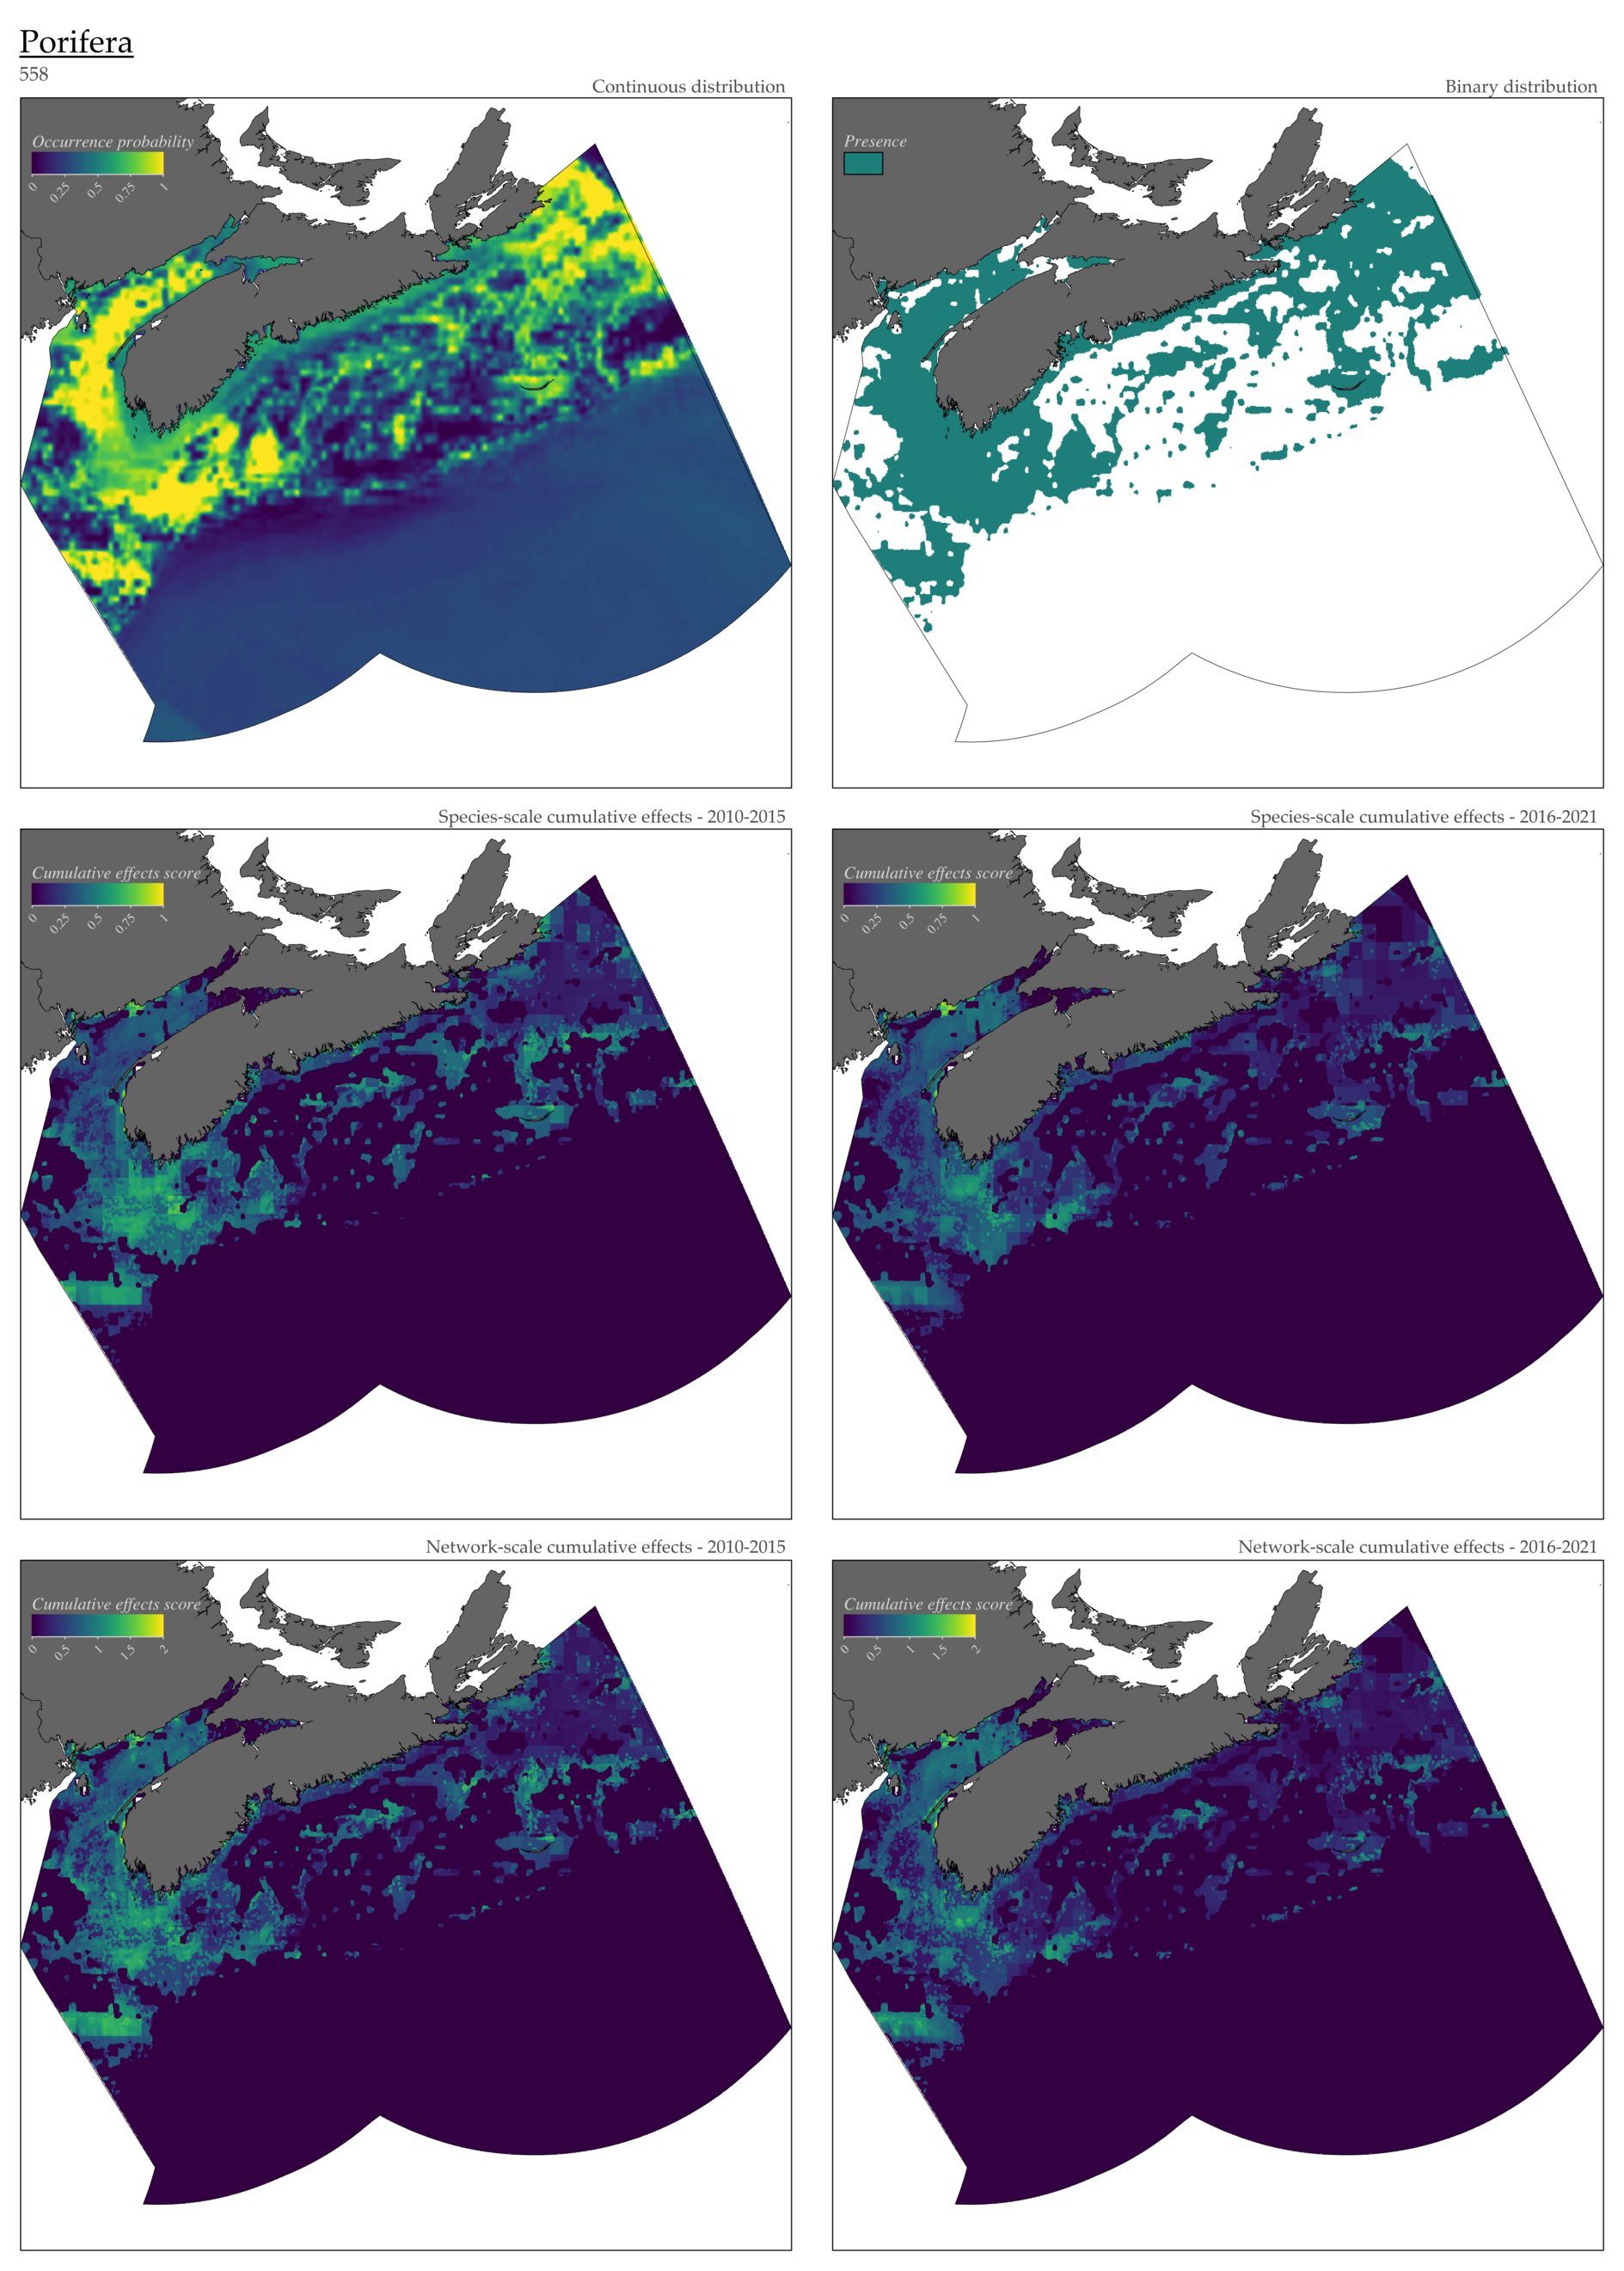 Porifera
558
Continuous distribution
Binary distribution
Occurrence probability
0 0.25 0.5 0.75 1
Presence
Species-scale cumulative effects - 2010-2015
Species-scale cumulative effects - 2016-2021
Cumulative effects score
0 0.25 0.5 0.75 1
Cumulative effects score
0 0.25 0.5 0.75 1
Network-scale cumulative effects - 2010-2015
Network-scale cumulative effects - 2016-2021
Cumulative effects score
0 0.5 1 1.5 2
Cumulative effects score
0 0.5 1 1.5 2